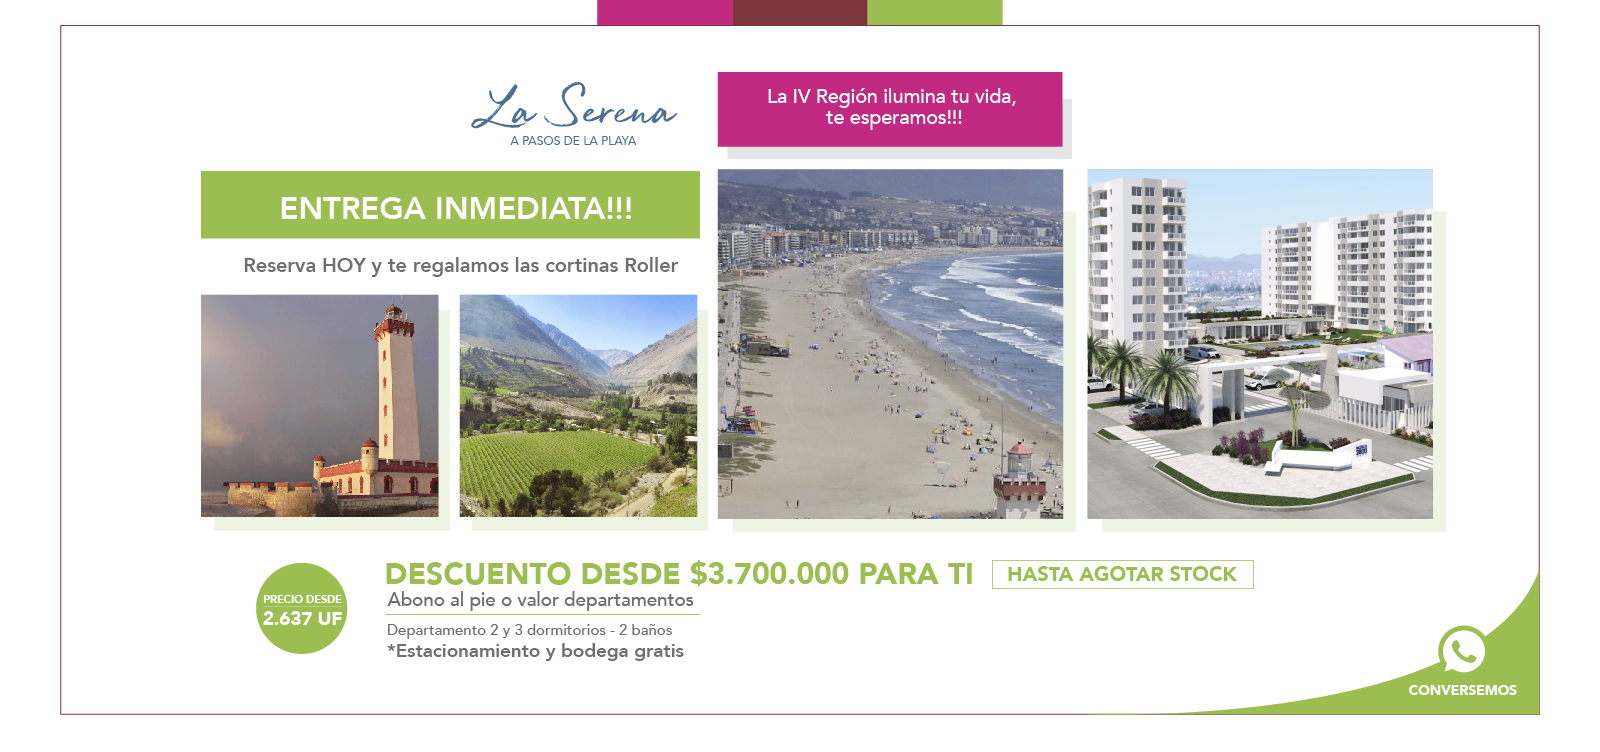 La Serena
A PASOS DE LA PLAYA
La IV Región ilumina tu vida,
te esperamos!!!
ENTREGA INMEDIATA!!!
Reserva HOY y te regalamos las cortinas Roller
PRECIO DESDE
2.637 UF
DESCUENTO DESDE $3.700.000 PARA TI
HASTA AGOTAR STOCK
Abono al pie o valor departamentos
Departamento 2 y 3 dormitorios - 2 baños
*Estacionamiento y bodega gratis
CONVERSEMOS